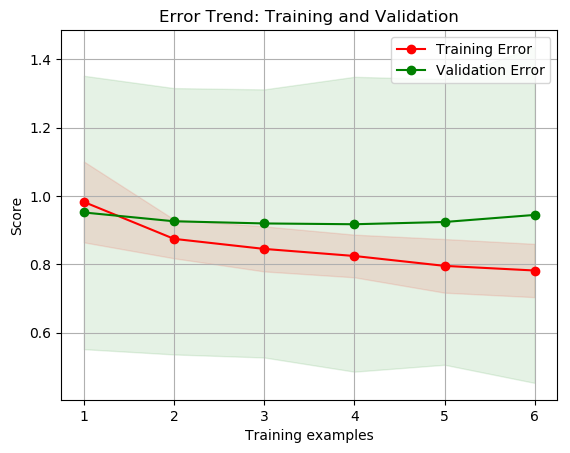 Error Trend: Training and Validation
Training Error
Validation Error
1.4
1.2
1.0
0.8
0.6
Score
1 2 3 4 5 6
Training examples